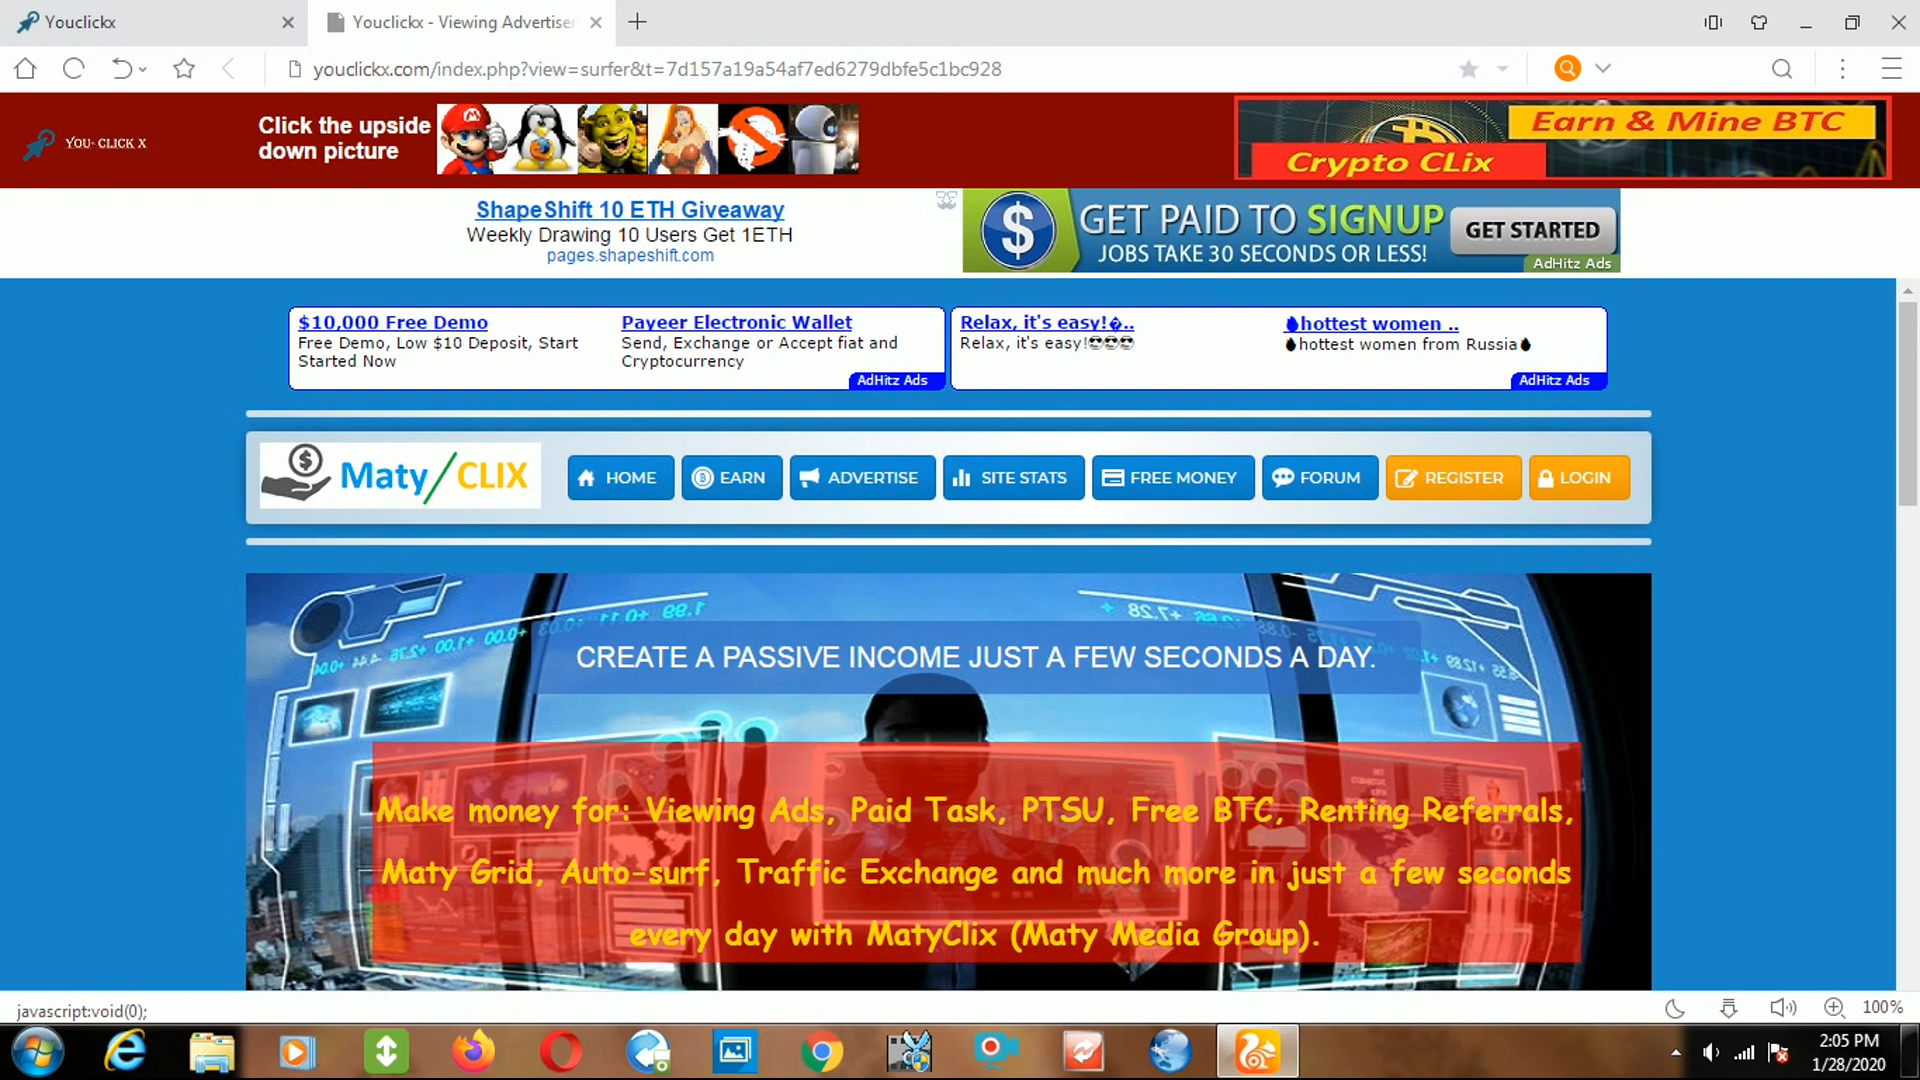 Youclickx
Youclickx - Viewing Advertiser
youclickx.com/index.php?view=surfer&t=7d157a19a54af7ed6279dbfe5c1bc928
YOU- CLICK X
Click the upside
down picture
Earn & Mine BTC
Crypto CLix
ShapeShift 10 ETH Giveaway
Weekly Drawing 10 Users Get 1ETH
pages.shapeshift.com
GET PAID TO SIGNUP
JOBS TAKE 30 SECONDS OR LESS!
GET STARTED
AdHitz Ads
$10,000 Free Demo
Free Demo, Low $10 Deposit, Start
Started Now
Payeer Electronic Wallet
Send, Exchange or Accept fiat and
Cryptocurrency
AdHitz Ads
Relax, it's easy!�..
Relax, it's easy!😎😎😎
💧hottest women ..
💧hottest women from Russia💧
AdHitz Ads
Maty/CLIX
HOME
EARN
ADVERTISE
SITE STATS
FREE MONEY
FORUM
REGISTER
LOGIN
CREATE A PASSIVE INCOME JUST A FEW SECONDS A DAY.
Make money for: Viewing Ads, Paid Task, PTSU, Free BTC, Renting Referrals,
Maty Grid, Auto-surf, Traffic Exchange and much more in just a few seconds
every day with MatyClix (Maty Media Group).
javascript:void(0);
100%
2:05 PM
1/28/2020